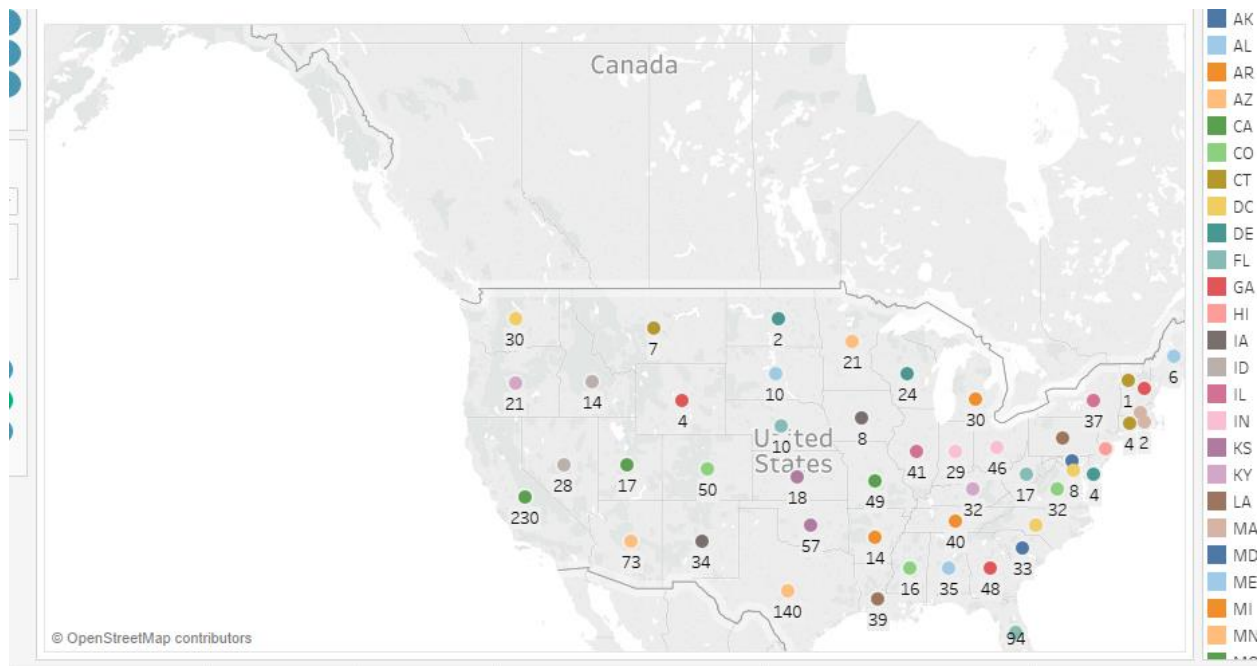 Canada
United
States
30
7
2
21
10
24
6
21
14
4
8
30
1
37
10
4
2
41
29
46
28
17
50
18
49
17
8
4
32
32
230
57
40
73
34
14
33
16
35
48
140
39
94
© OpenStreetMap contributors
AK
AL
AR
AZ
CA
CO
CT
DC
DE
FL
GA
HI
IA
ID
IL
IN
KS
KY
LA
MA
MD
ME
MI
MN